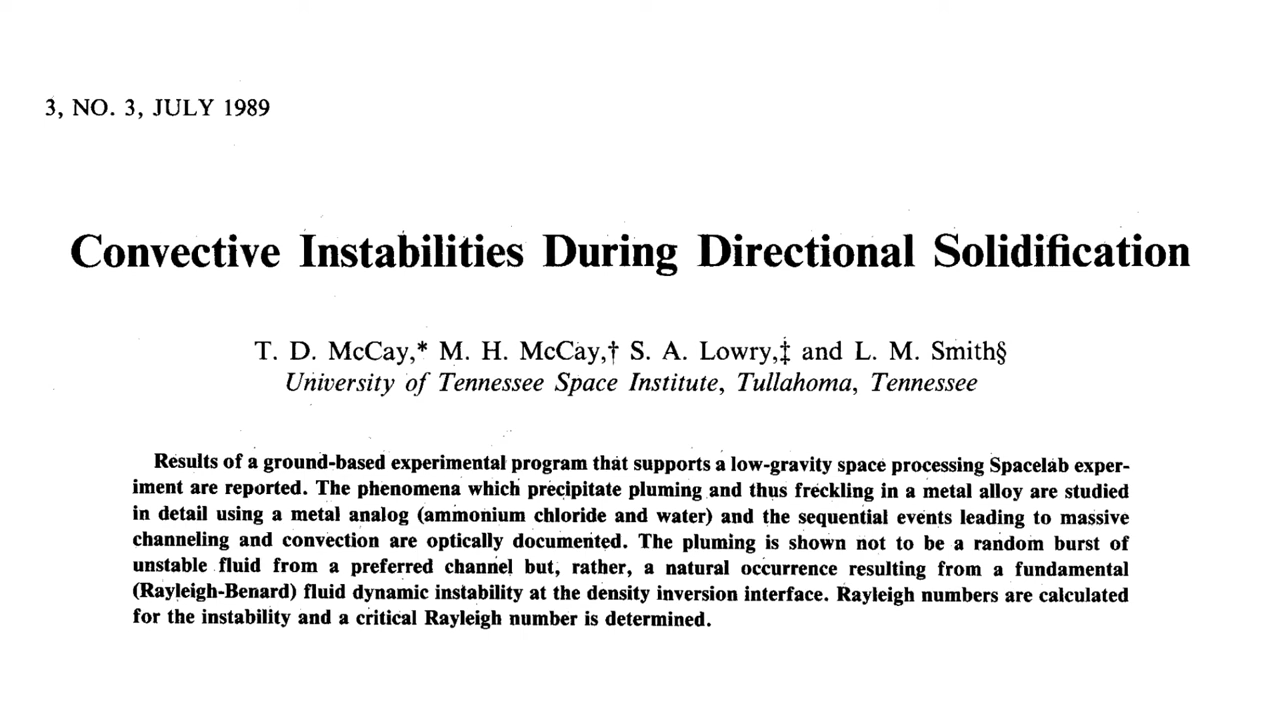 3, NO. 3, JULY 1989
Convective Instabilities During Directional Solidification
T. D. McCay,* M. H. McCay,† S. A. Lowry,‡ and L. M. Smith§
University of Tennessee Space Institute, Tullahoma, Tennessee
Results of a ground-based experimental program that supports a low-gravity space processing Spacelab exper-
iment are reported. The phenomena which precipitate pluming and thus freckling in a metal alloy are studied
in detail using a metal analog (ammonium chloride and water) and the sequential events leading to massive
channeling and convection are optically documented. The pluming is shown not to be a random burst of
unstable fluid from a preferred channel but, rather, a natural occurrence resulting from a fundamental
(Rayleigh-Benard) fluid dynamic instability at the density inversion interface. Rayleigh numbers are calculated
for the instability and a critical Rayleigh number is determined.